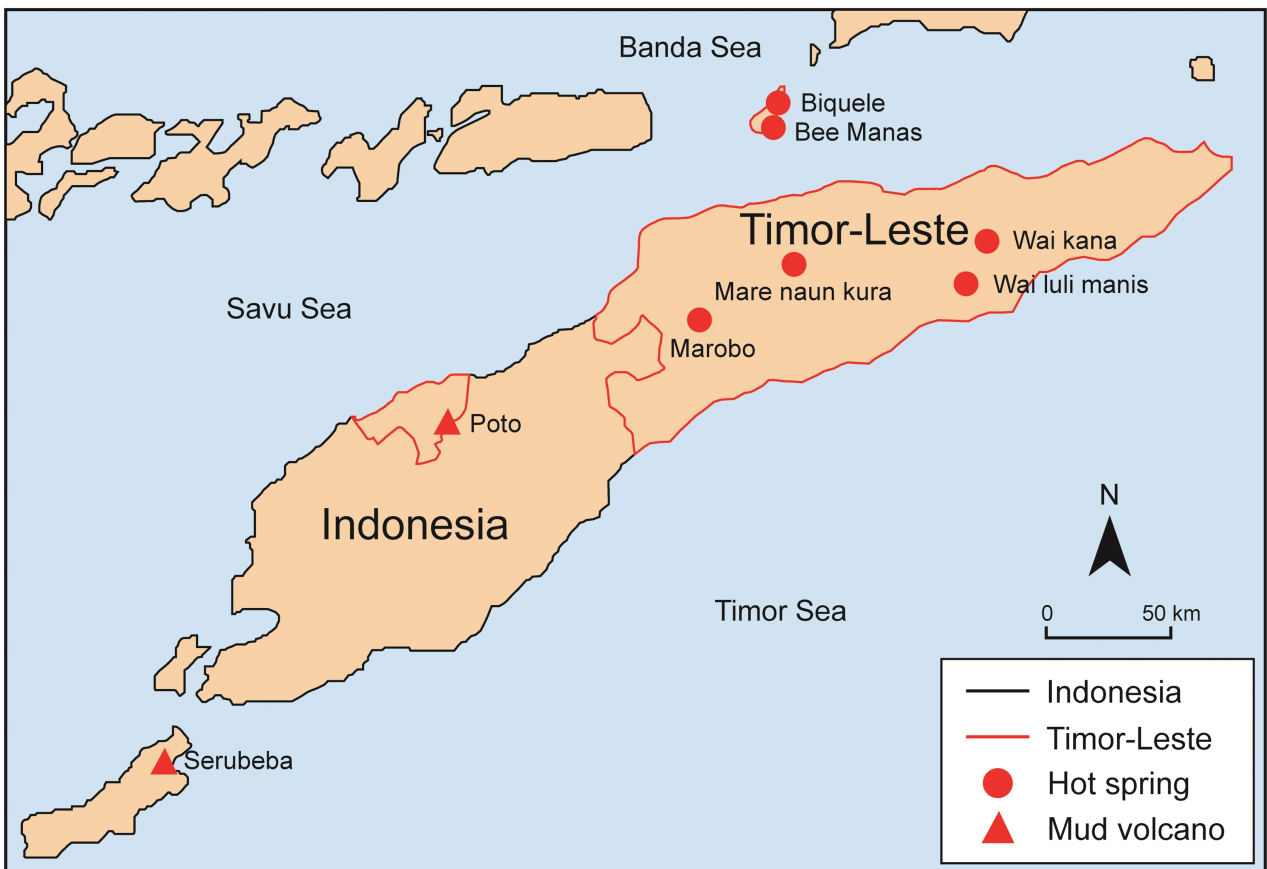 Banda Sea
Biquele
Bee Manas
Timor-Leste
Wai kana
Mare naun kura
Wai luli manis
Savu Sea
Marobo
Poto
Indonesia
N
Timor Sea
0 50 km
Serubeba
Indonesia
Timor-Leste
Hot spring
Mud volcano